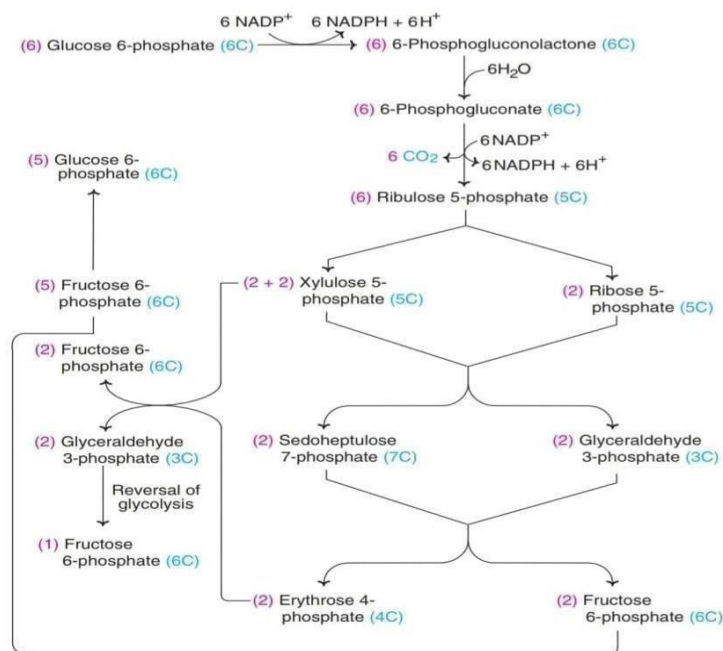 6 NADP+ 6 NADPH + 6H+
(6) Glucose 6-phosphate (6C)
(6) 6-Phosphogluconolactone (6C)
6H2O
(6) 6-Phosphogluconate (6C)
6 NADP+
6 CO2
6 NADPH + 6H+
(6) Ribulose 5-phosphate (5C)
(5) Glucose 6-
phosphate (6C)
(5) Fructose 6-
phosphate (6C)
(2 + 2) Xylulose 5-
phosphate (5C)
(2) Ribose 5-
phosphate (5C)
(2) Fructose 6-
phosphate (6C)
(2) Glyceraldehyde
3-phosphate (3C)
(2) Sedoheptulose
7-phosphate (7C)
(2) Glyceraldehyde
3-phosphate (3C)
Reversal of
glycolysis
(1) Fructose
6-phosphate (6C)
(2) Erythrose 4-
phosphate (4C)
(2) Fructose
6-phosphate (6C)